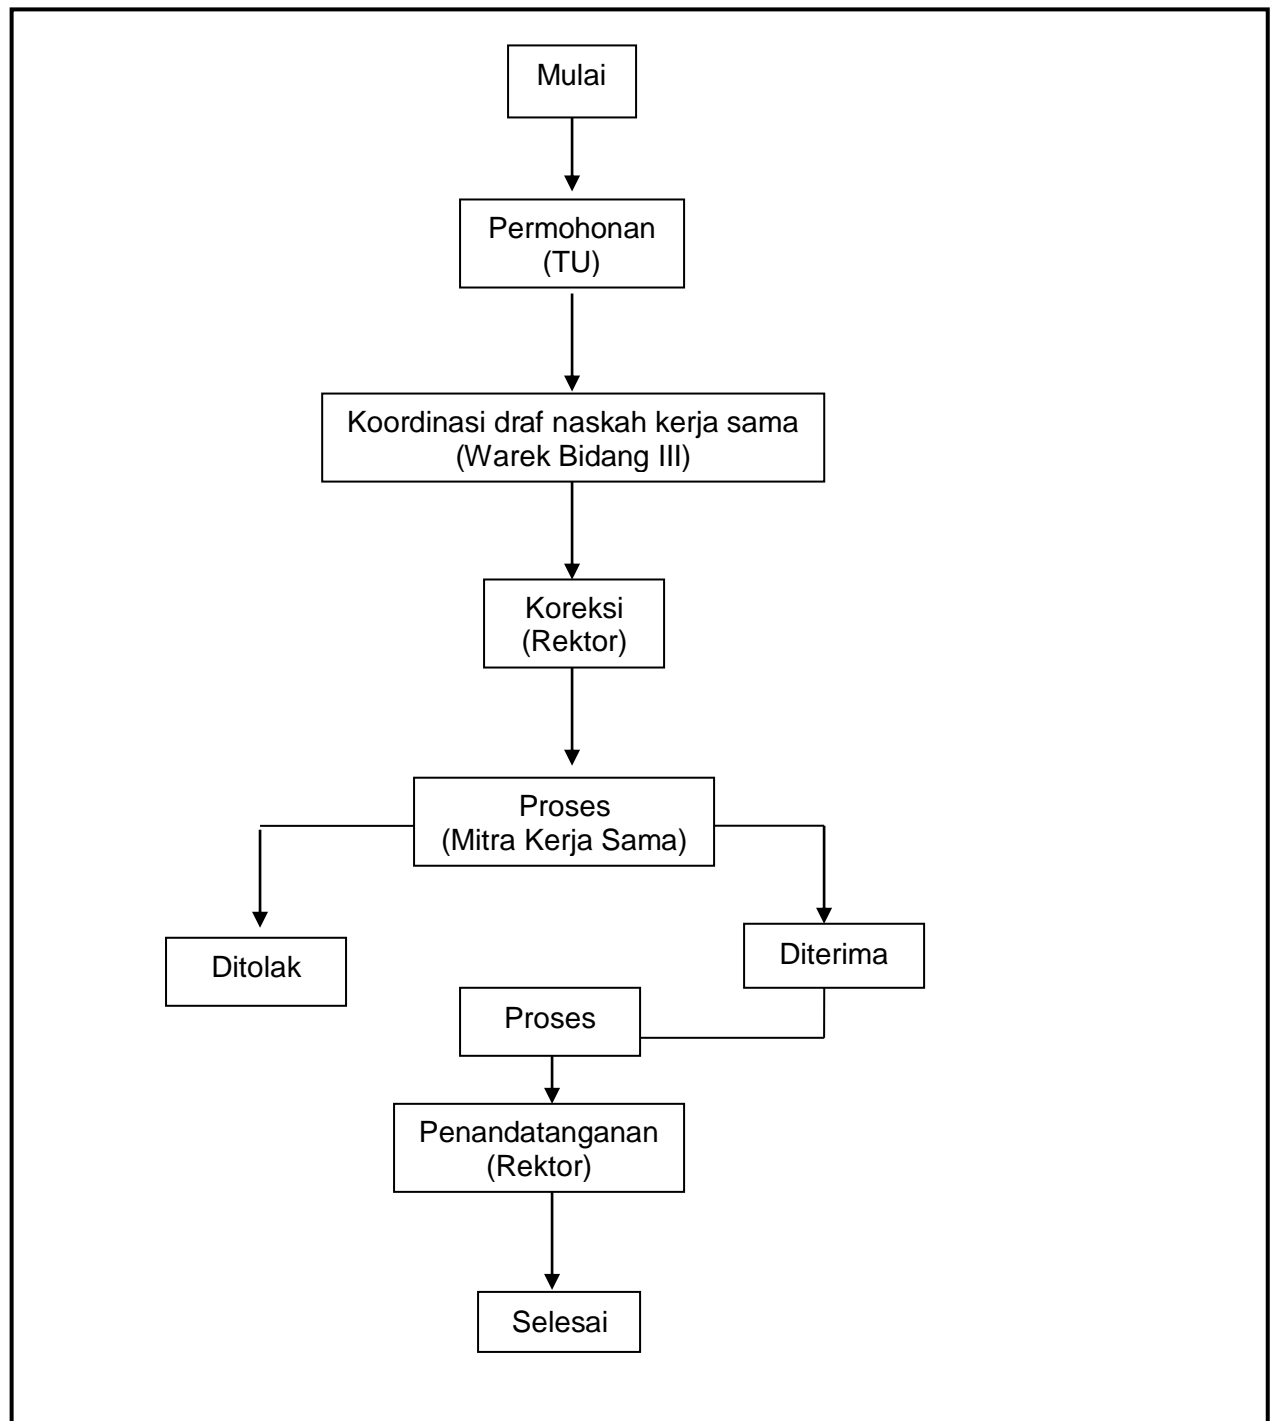 Mulai
Permohonan
(TU)
Koordinasi draf naskah kerja sama
(Warek Bidang III)
Koreksi
(Rektor)
Proses
(Mitra Kerja Sama)
Ditolak
Diterima
Proses
Penandatanganan
(Rektor)
Selesai